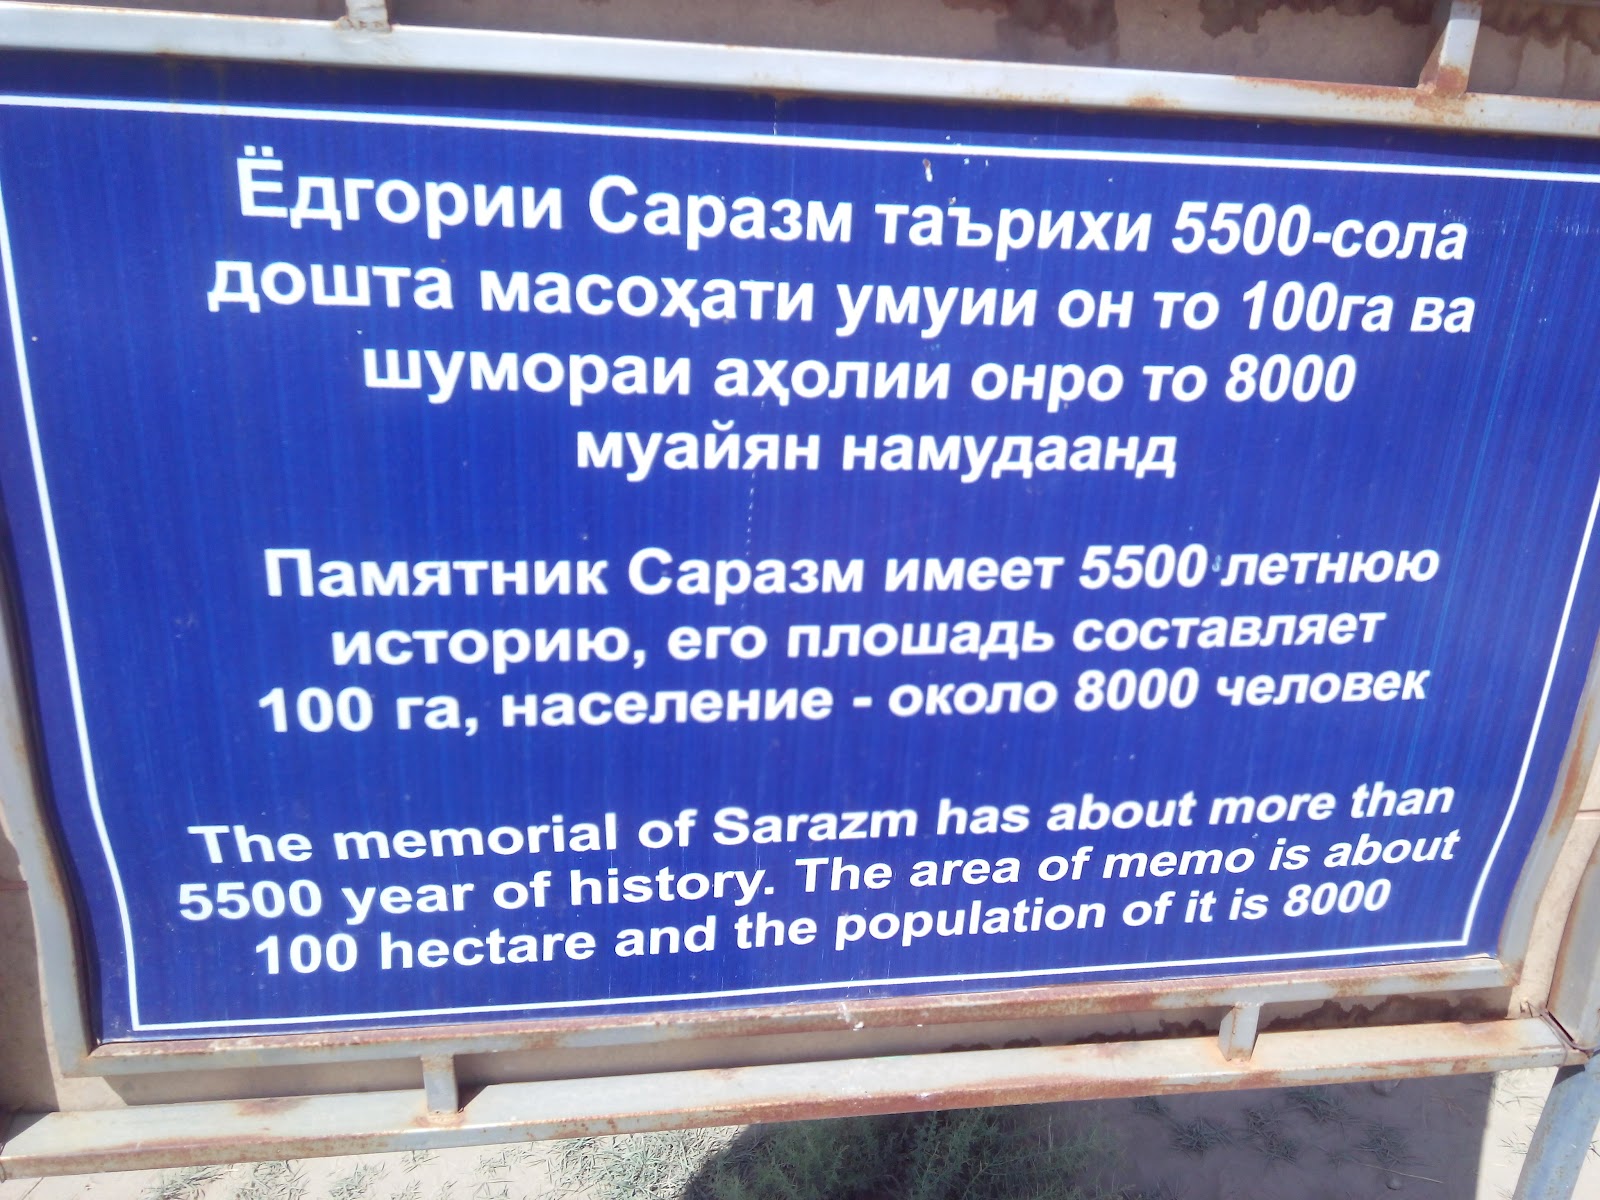 Ёдгории Саразм таърихи 5500-сола
дошта масоҳати умуии он то 100га ва
шумораи аҳолии онро то 8000
муайян намудаанд
Памятник Саразм имеет 5500 летнюю
историю, его плошадь составляет
100 га, население - около 8000 человек
The memorial of Sarazm has about more than
5500 year of history. The area of memo is about
100 hectare and the population of it is 8000